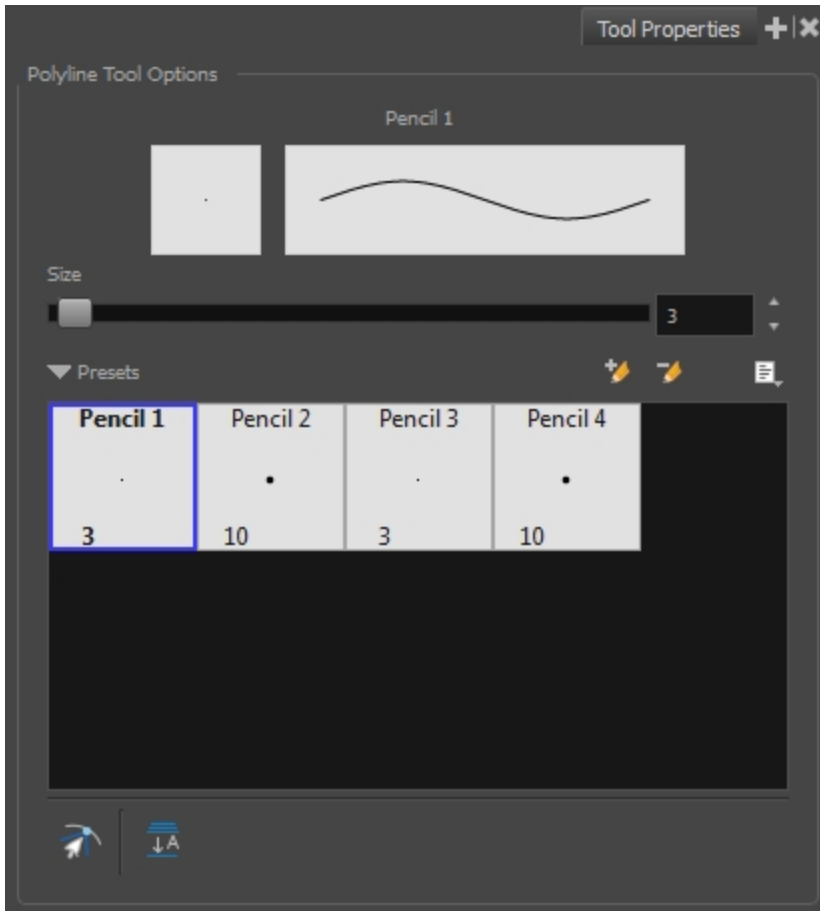 Tool Properties
Polyline Tool Options
Pencil 1
Size
3
Presets
Pencil 1 Pencil 2 Pencil 3 Pencil 4
3 10 3 10
A